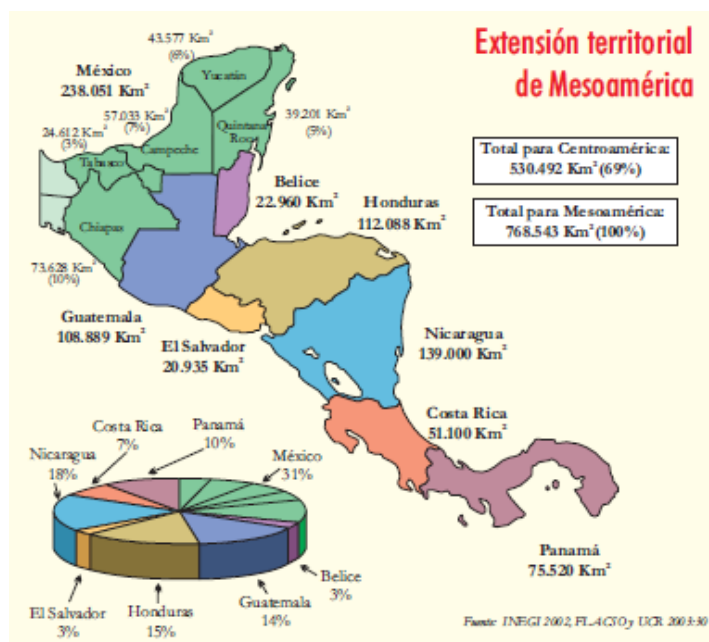 Extensión territorial
de Mesoamérica
43.577 Km²
(6%)
Yucatán
México
238.051 Km²
57.033 Km²
(7%)
39.201 Km²
(5%)
24.612 Km²
(3%)
Quintana
Roo
Campeche
Tabasco
Total para Centroamérica:
530.492 Km²(69%)
Belice
22.960 Km²
Honduras
112.088 Km²
Total para Mesoamérica:
768.543 Km²(100%)
Chiapas
73.628 Km²
(10%)
Guatemala
108.889 Km²
El Salvador
20.935 Km²
Nicaragua
139.000 Km²
Costa Rica
51.100 Km²
Panamá
75.520 Km²
Costa Rica
7%
Panamá
10%
Nicaragua
18%
México
31%
El Salvador
3%
Honduras
15%
Guatemala
14%
Belice
3%
Fuente: INEGI 2002, FLACSO y UCR 2003:30